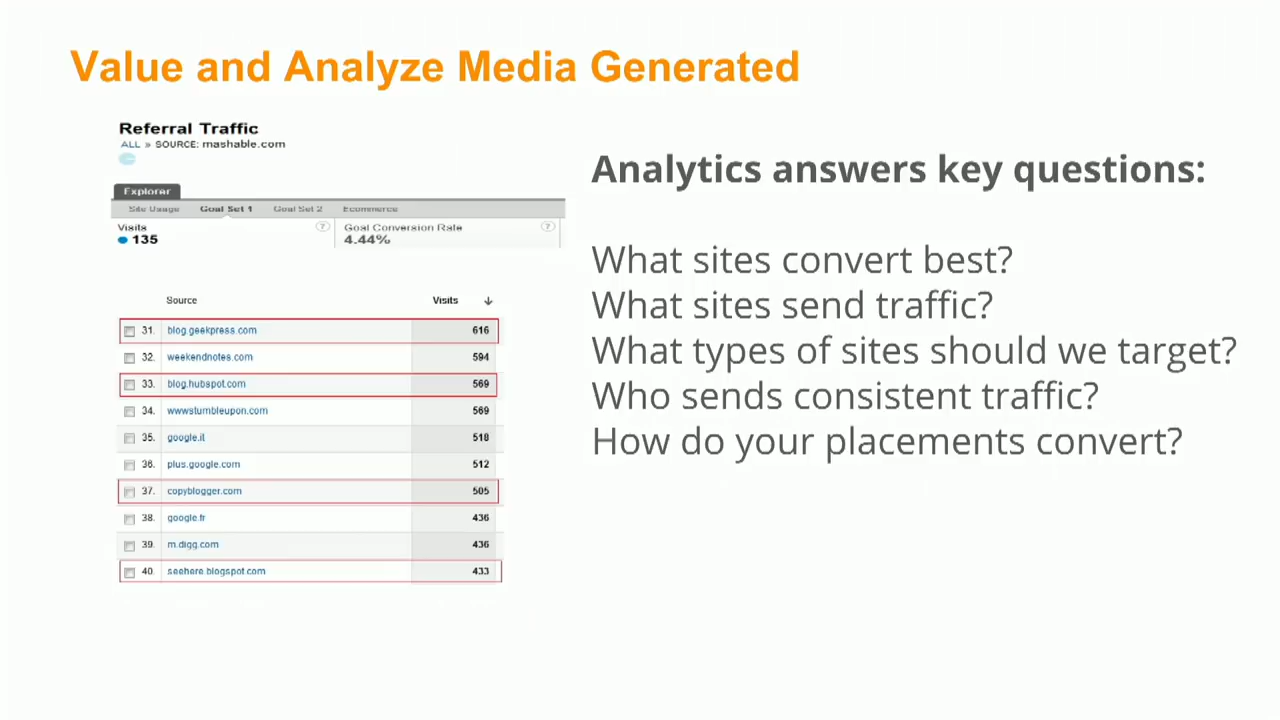 Value and Analyze Media Generated
Referral Traffic
ALL » SOURCE: mashable.com
Explorer
Site Usage Goal Set 1 Goal Set 2 Ecommerce
Visits ? Goal Conversion Rate ?
135 4.44%
Source Visits ↓
31. blog.geekpress.com 616
32. weekendnotes.com 594
33. blog.hubspot.com 569
34. wwwstumbleupon.com 569
35. google.il 518
36. plus.google.com 512
37. copyblogger.com 505
38. google.fr 436
39. m.digg.com 436
40. seehere.blogspot.com 433
Analytics answers key questions:
What sites convert best?
What sites send traffic?
What types of sites should we target?
Who sends consistent traffic?
How do your placements convert?